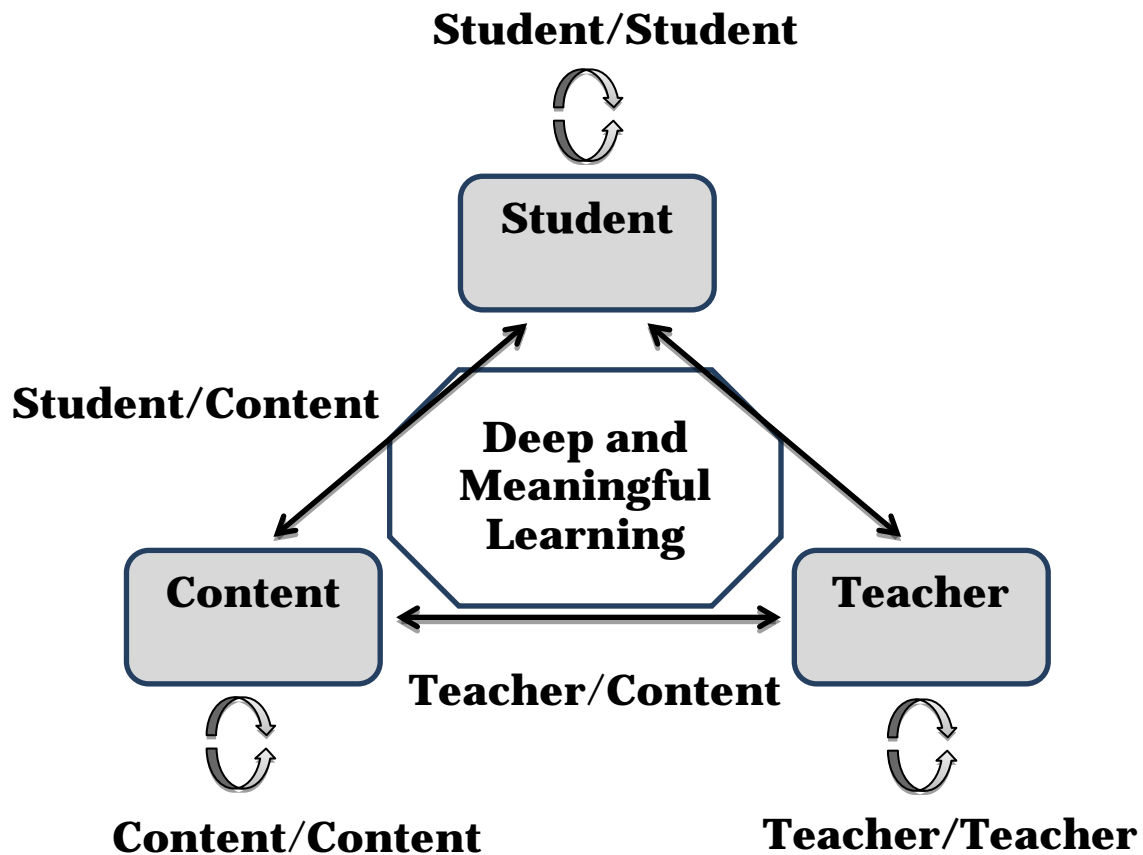 Student/Student
Student
Student/Content
Deep and
Meaningful
Learning
Content
Teacher
Teacher/Content
Content/Content
Teacher/Teacher